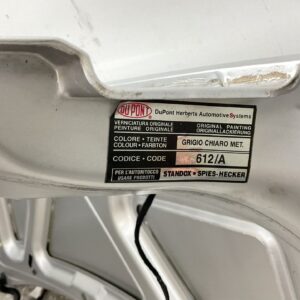 DUPONT DuPont Herberts Automotive Systems
VERNICIATURA ORIGINALE ORIGINAL PAINTING
PEINTURE ORIGINALE ORIGINALLACKIERUNG
COLORE - TEINTE
COLOUR - FARBTON
GRIGIO CHIARO MET.
CODICE - CODE 612/A
PER L'AUTORITOCCO
USARE PRODOTTI
STANDOX - SPIES-HECKER